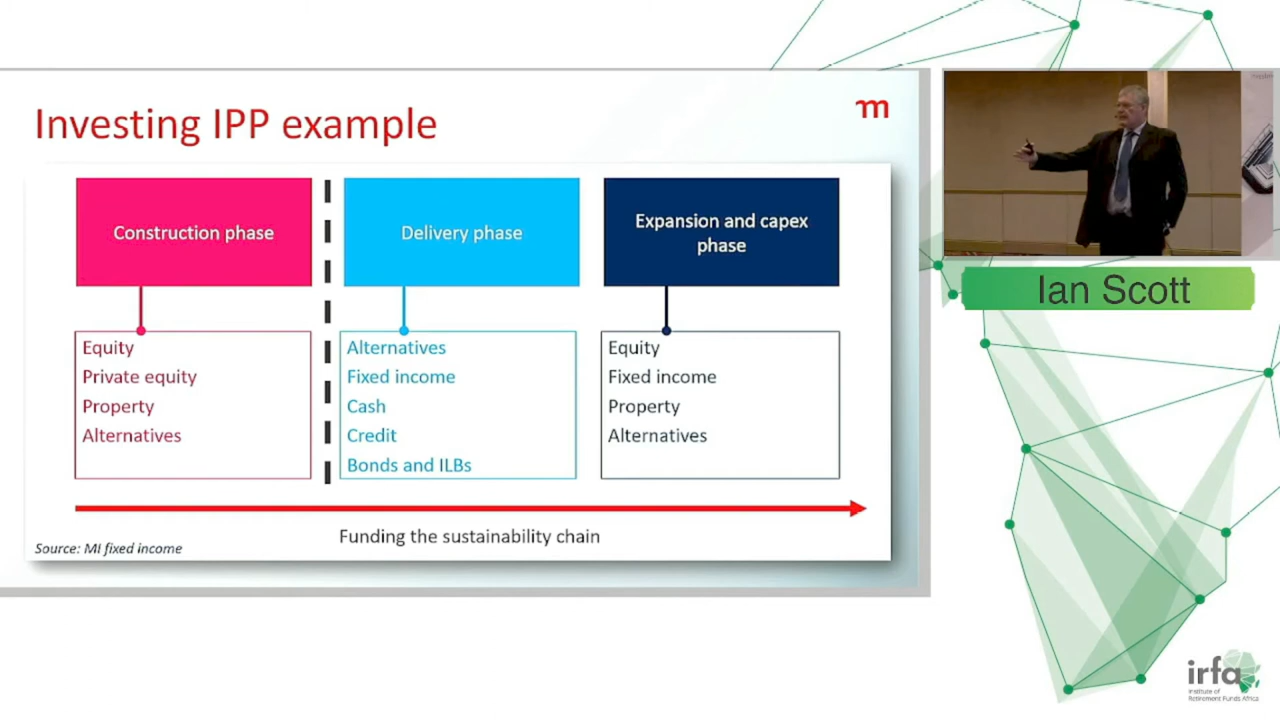 Investing IPP example
m
Construction phase
Delivery phase
Expansion and capex
phase
Equity
Private equity
Property
Alternatives
Alternatives
Fixed income
Cash
Credit
Bonds and ILBs
Equity
Fixed income
Property
Alternatives
Funding the sustainability chain
Source: MI fixed income
Ian Scott
irfa
Institute of
Retirement Funds Africa